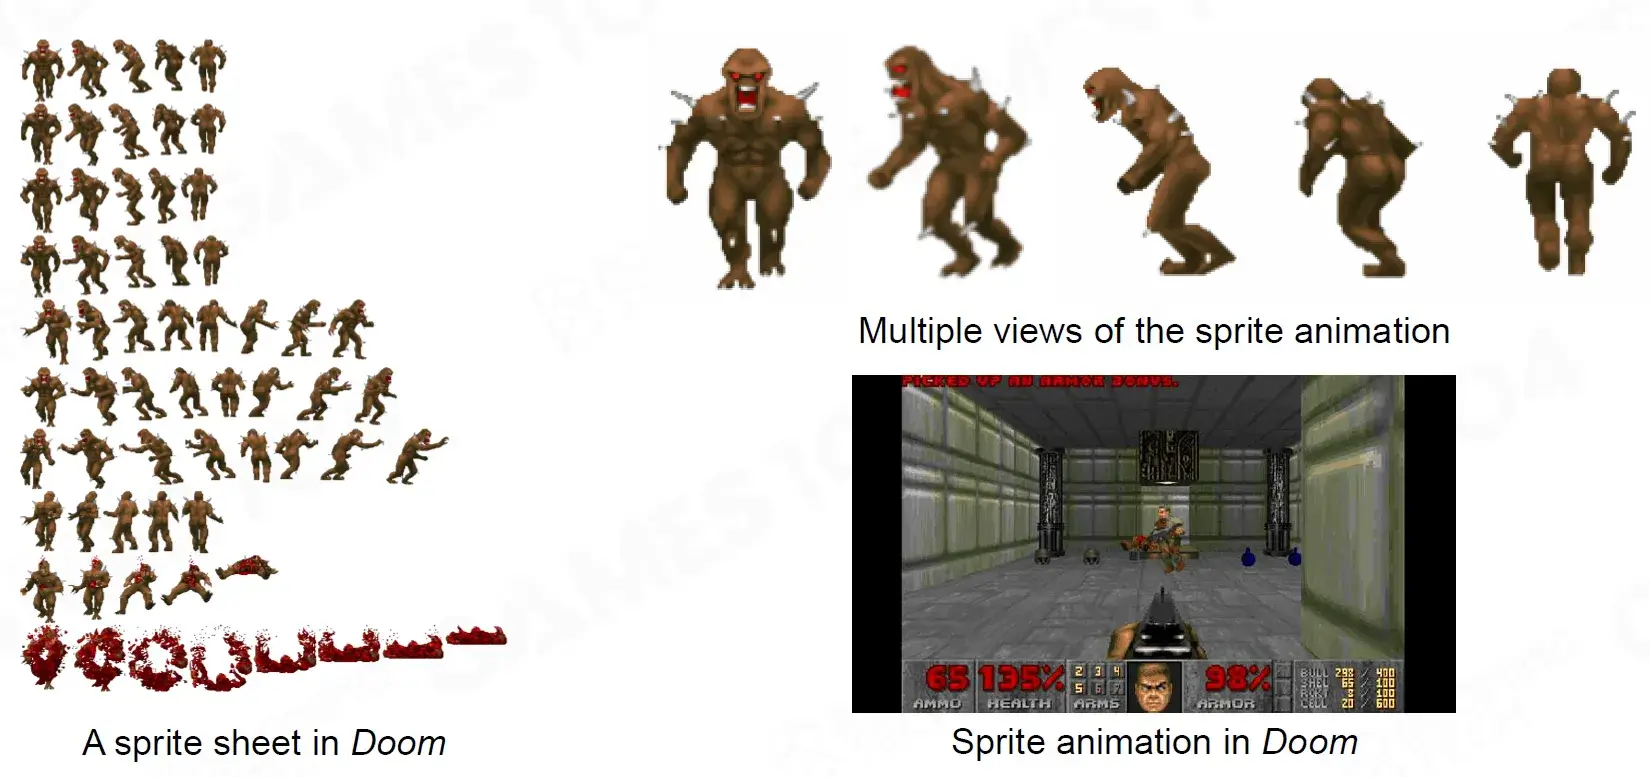 Multiple views of the sprite animation
PICKED UP AN ARMOR BONUS.
65 135% 2 3 4 98% BULL 298 / 400
5 6 7 SHEL 65 / 100
RCKT 8 / 100
AMMO HEALTH ARMS ARMOR CELL 20 / 600
A sprite sheet in Doom
Sprite animation in Doom